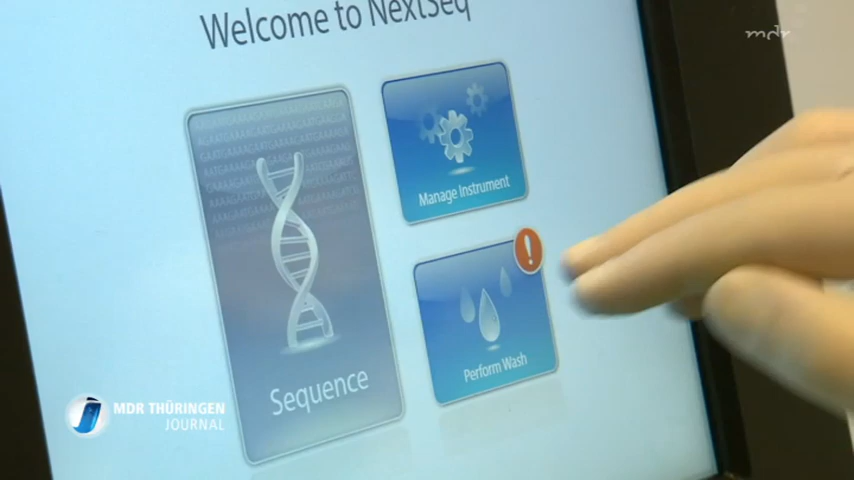 Welcome to NextSeq
mdr
Manage Instrument
!
Perform Wash
Sequence
MDR THÜRINGEN
JOURNAL